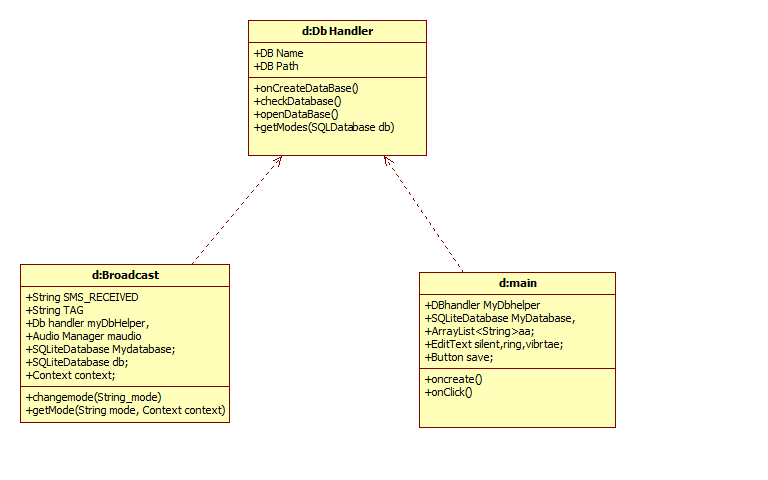 d:Db Handler
+DB Name
+DB Path
+onCreateDataBase()
+checkDatabase()
+openDataBase()
+getModes(SQLDatabase db)
d:Broadcast
+String SMS_RECEIVED
+String TAG
+Db handler myDbHelper,
+Audio Manager maudio
+SQLiteDatabase Mydatabase;
+SQLiteDatabase db;
+Context context;
+changemode(String_mode)
+getMode(String mode, Context context)
d:main
+DBhandler MyDbhelper
+SQLiteDatabase MyDatabase,
+ArrayList<String>aa;
+EditText silent,ring,vibrtae;
+Button save;
+oncreate()
+onClick()